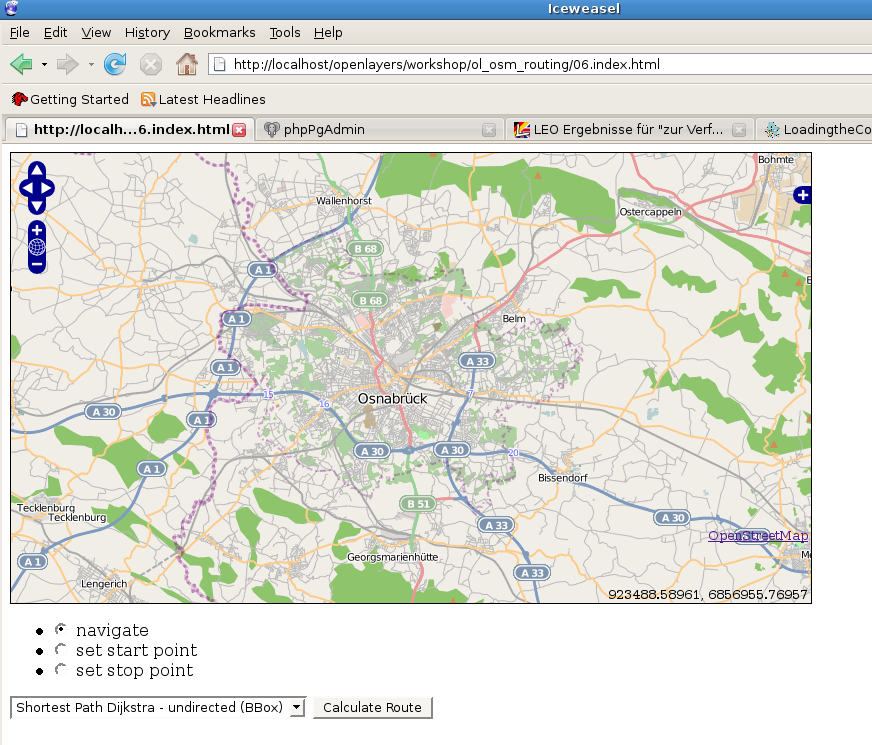 Iceweasel
File Edit View History Bookmarks Tools Help
http://localhost/openlayers/workshop/ol_osm_routing/06.index.html
Getting Started Latest Headlines
http://localh...6.index.html phpPgAdmin LEO Ergebnisse für "zur Verf... LoadingtheCo
Bohmte
Wallenhorst
Ostercappeln
B 68
A 1
B 68
A 1
Belm
A 33
A 1
15
7
Osnabrück
16
A 30
A 1
A 30
A 30
20
A 1
Bissendorf
B 51
Tecklenburg
Tecklenburg
A 30
A 33
OpenStreetMap
Georgsmarienhütte
A 1
A 33
Lengerich
923488.58961, 6856955.76957
navigate
set start point
set stop point
Shortest Path Dijkstra - undirected (BBox) Calculate Route